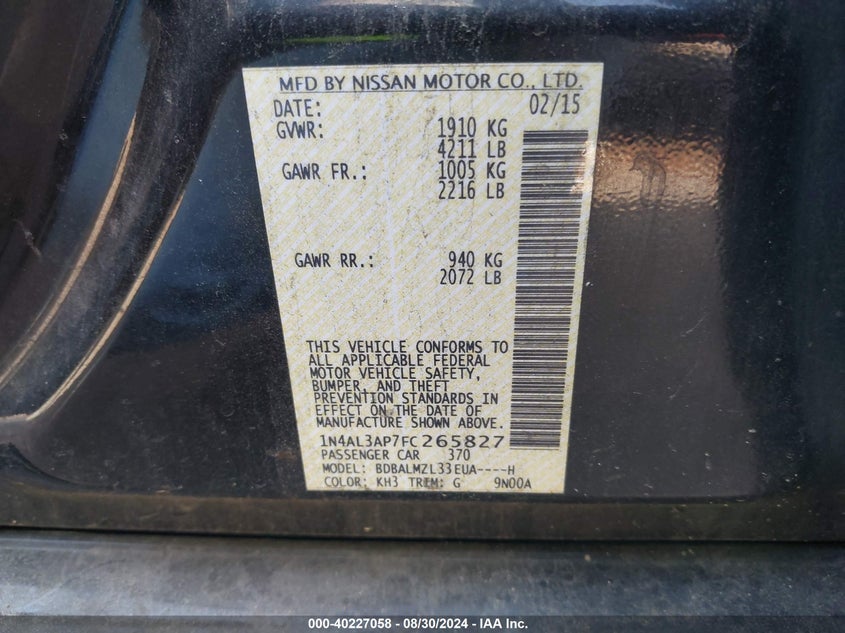 MFD BY NISSAN MOTOR CO., LTD.
DATE: 02/15
GVWR: 1910 KG
4211 LB
GAWR FR.: 1005 KG
2216 LB
GAWR RR.: 940 KG
2072 LB
THIS VEHICLE CONFORMS TO
ALL APPLICABLE FEDERAL
MOTOR VEHICLE SAFETY,
BUMPER, AND THEFT
PREVENTION STANDARDS IN
EFFECT ON THE DATE OF
MANUFACTURE SHOWN ABOVE.
1N4AL3AP7FC265827
PASSENGER CAR 370
MODEL: BDBALMZL33EUA----H
COLOR: KH3 TRIM: G 9N00A
000-40227058 - 08/30/2024 - IAA Inc.